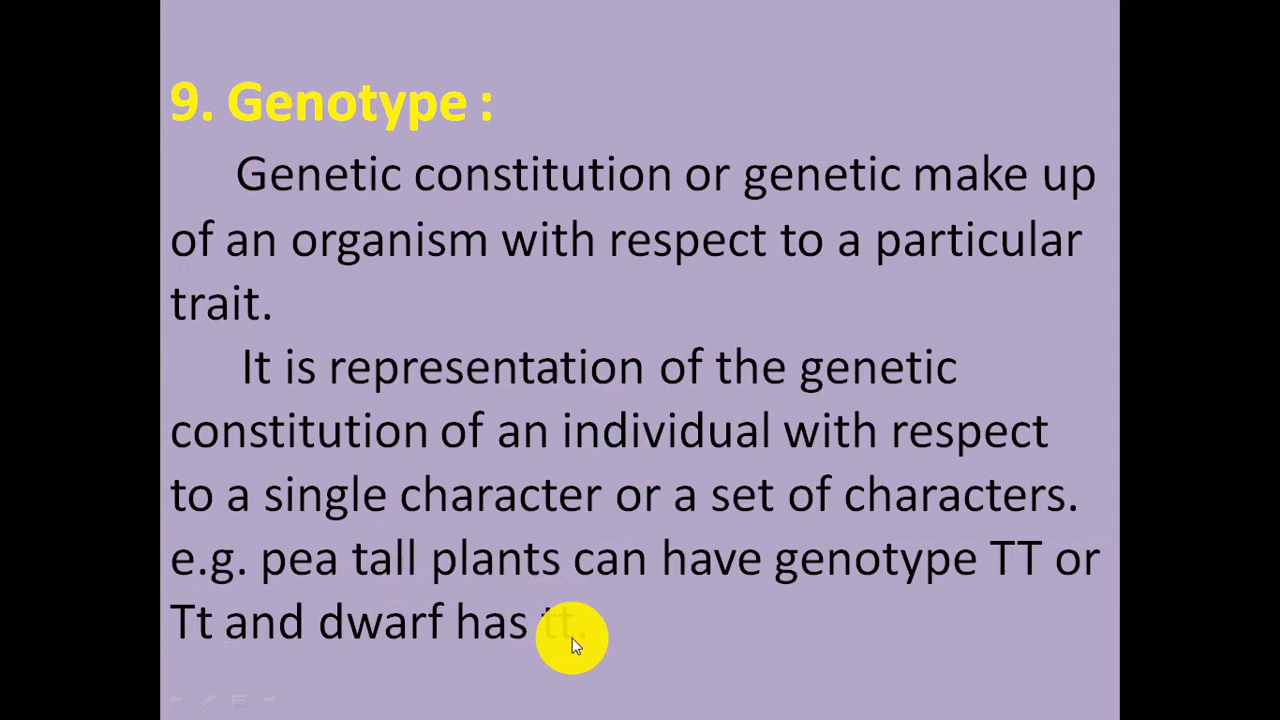 9. Genotype :
Genetic constitution or genetic make up
of an organism with respect to a particular
trait.
It is representation of the genetic
constitution of an individual with respect
to a single character or a set of characters.
e.g. pea tall plants can have genotype TT or
Tt and dwarf has tt.